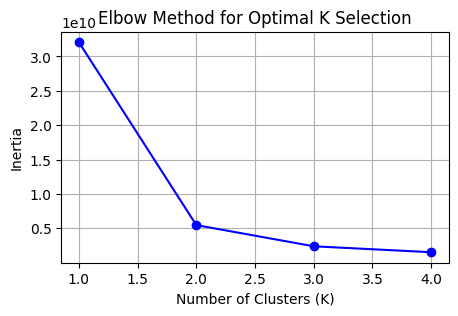 Elbow Method for Optimal K Selection
1e10
3.0
2.5
2.0
1.5
1.0
0.5
Inertia
1.0 1.5 2.0 2.5 3.0 3.5 4.0
Number of Clusters (K)